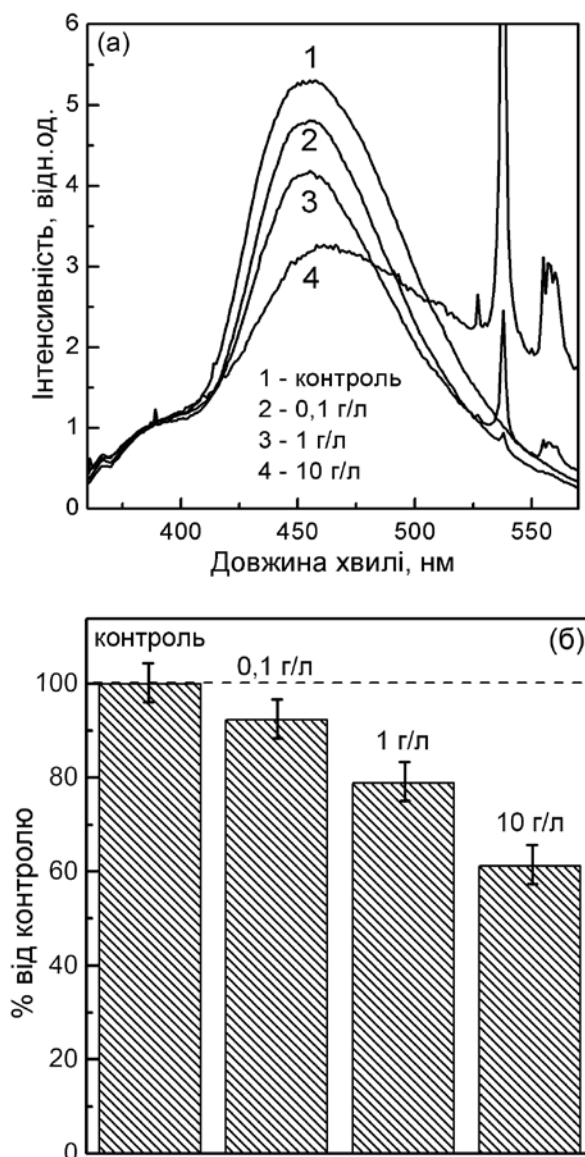 (а)
6
5
4
3
2
1
0
Інтенсивність, відн.од.
1
2
3
4
1 - контроль
2 - 0,1 г/л
3 - 1 г/л
4 - 10 г/л
400 450 500 550
Довжина хвилі, нм
(б)
контроль
0,1 г/л
1 г/л
10 г/л
100
80
60
40
20
0
% від контролю